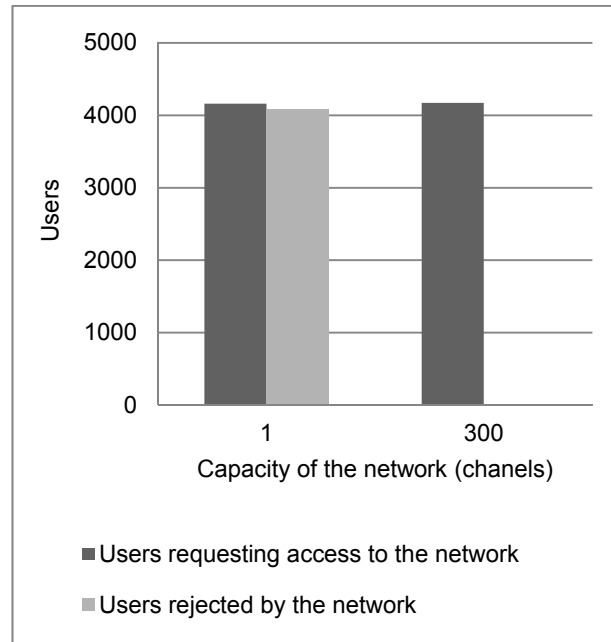 5000
4000
3000
2000
1000
0
Users
1 300
Capacity of the network (chanels)
Users requesting access to the network
Users rejected by the network